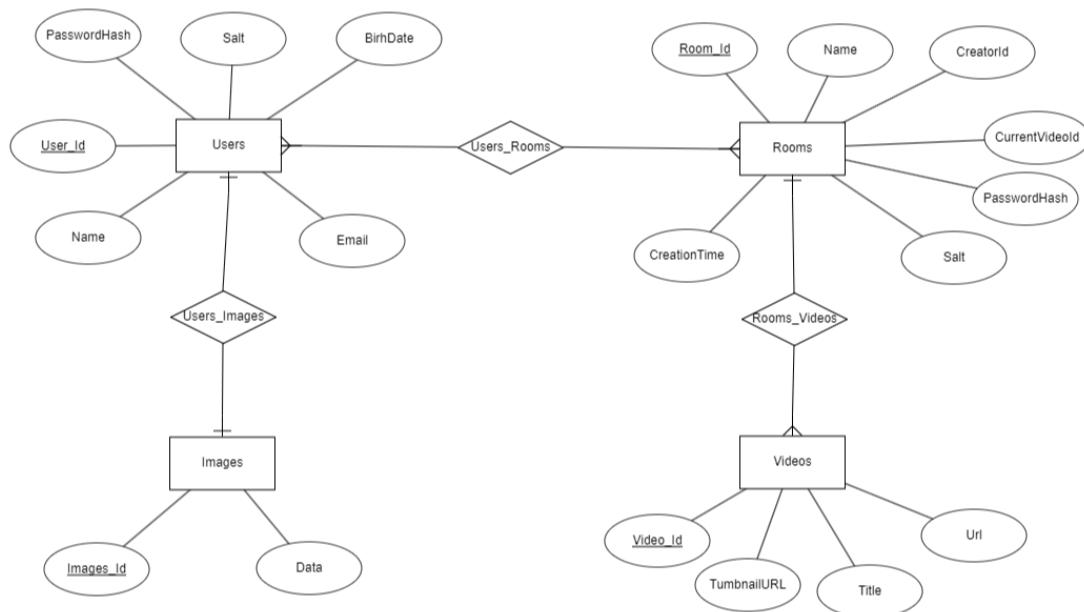 PasswordHash
Salt
BirhDate
User_Id
Users
Name
Email
Users_Rooms
Room_Id
Name
CreatorId
Rooms
CurrentVideoId
PasswordHash
CreationTime
Salt
Users_Images
Rooms_Videos
Images
Images_Id
Data
Videos
Video_Id
TumbnailURL
Title
Url